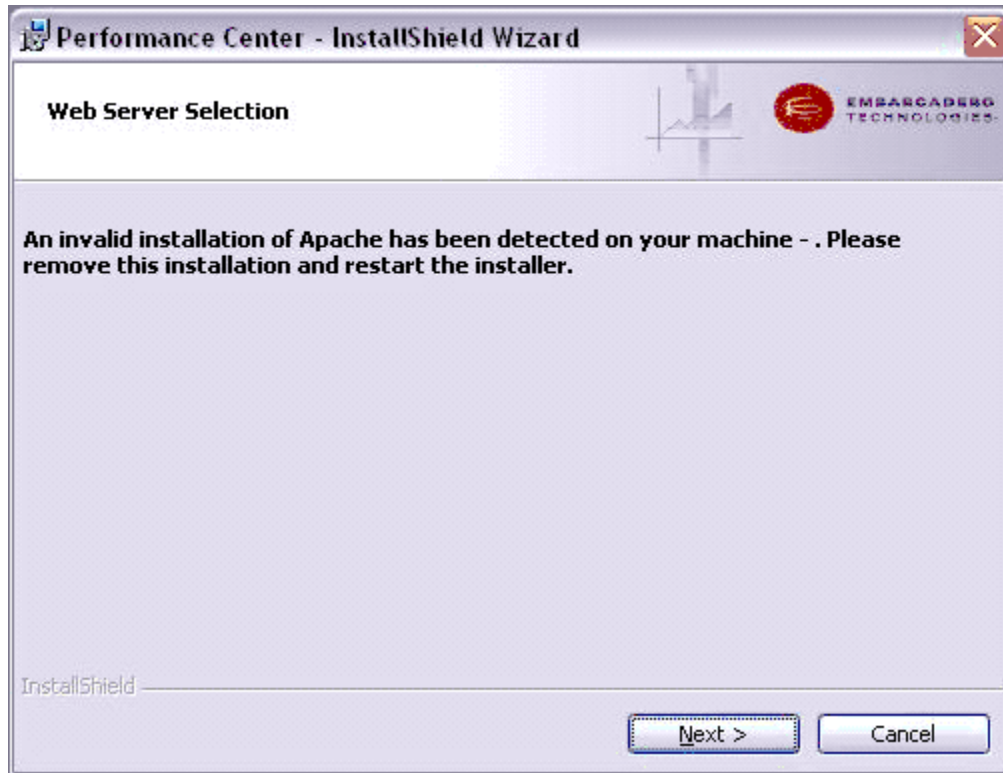 Performance Center - InstallShield Wizard
Web Server Selection
EMBARCADERO
TECHNOLOGIES
An invalid installation of Apache has been detected on your machine - . Please
remove this installation and restart the installer.
InstallShield
Next >
Cancel